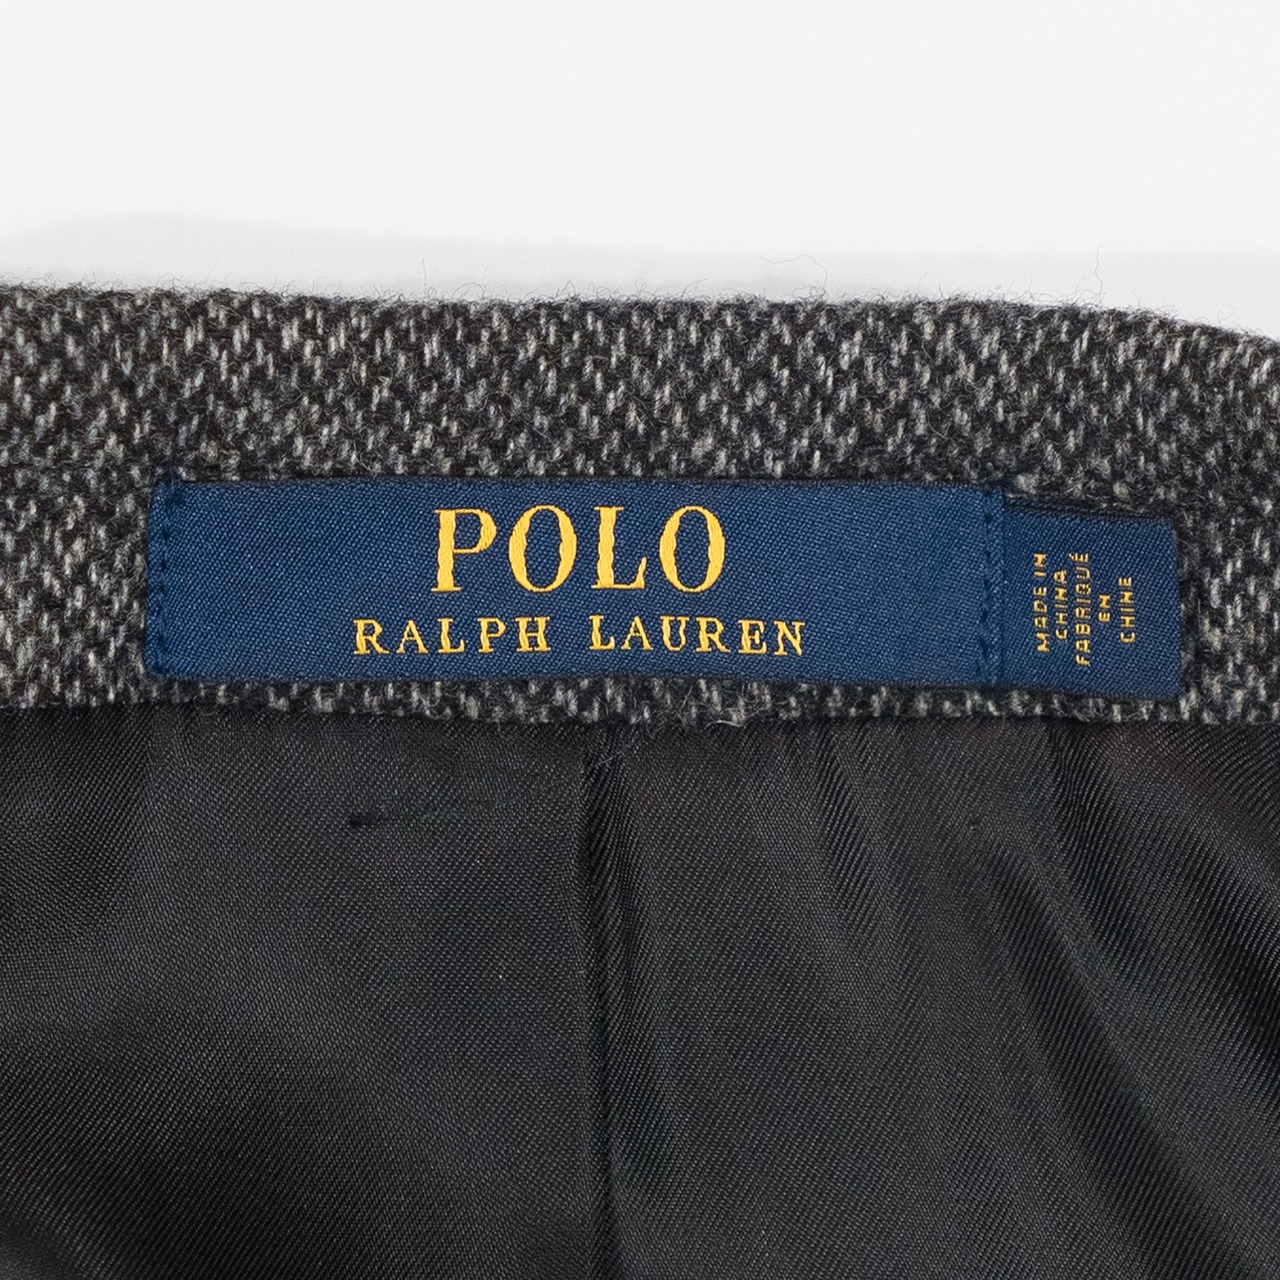 POLO
RALPH LAUREN
MADE IN
CHINA
FABRIQUÉ
EN
CHINE